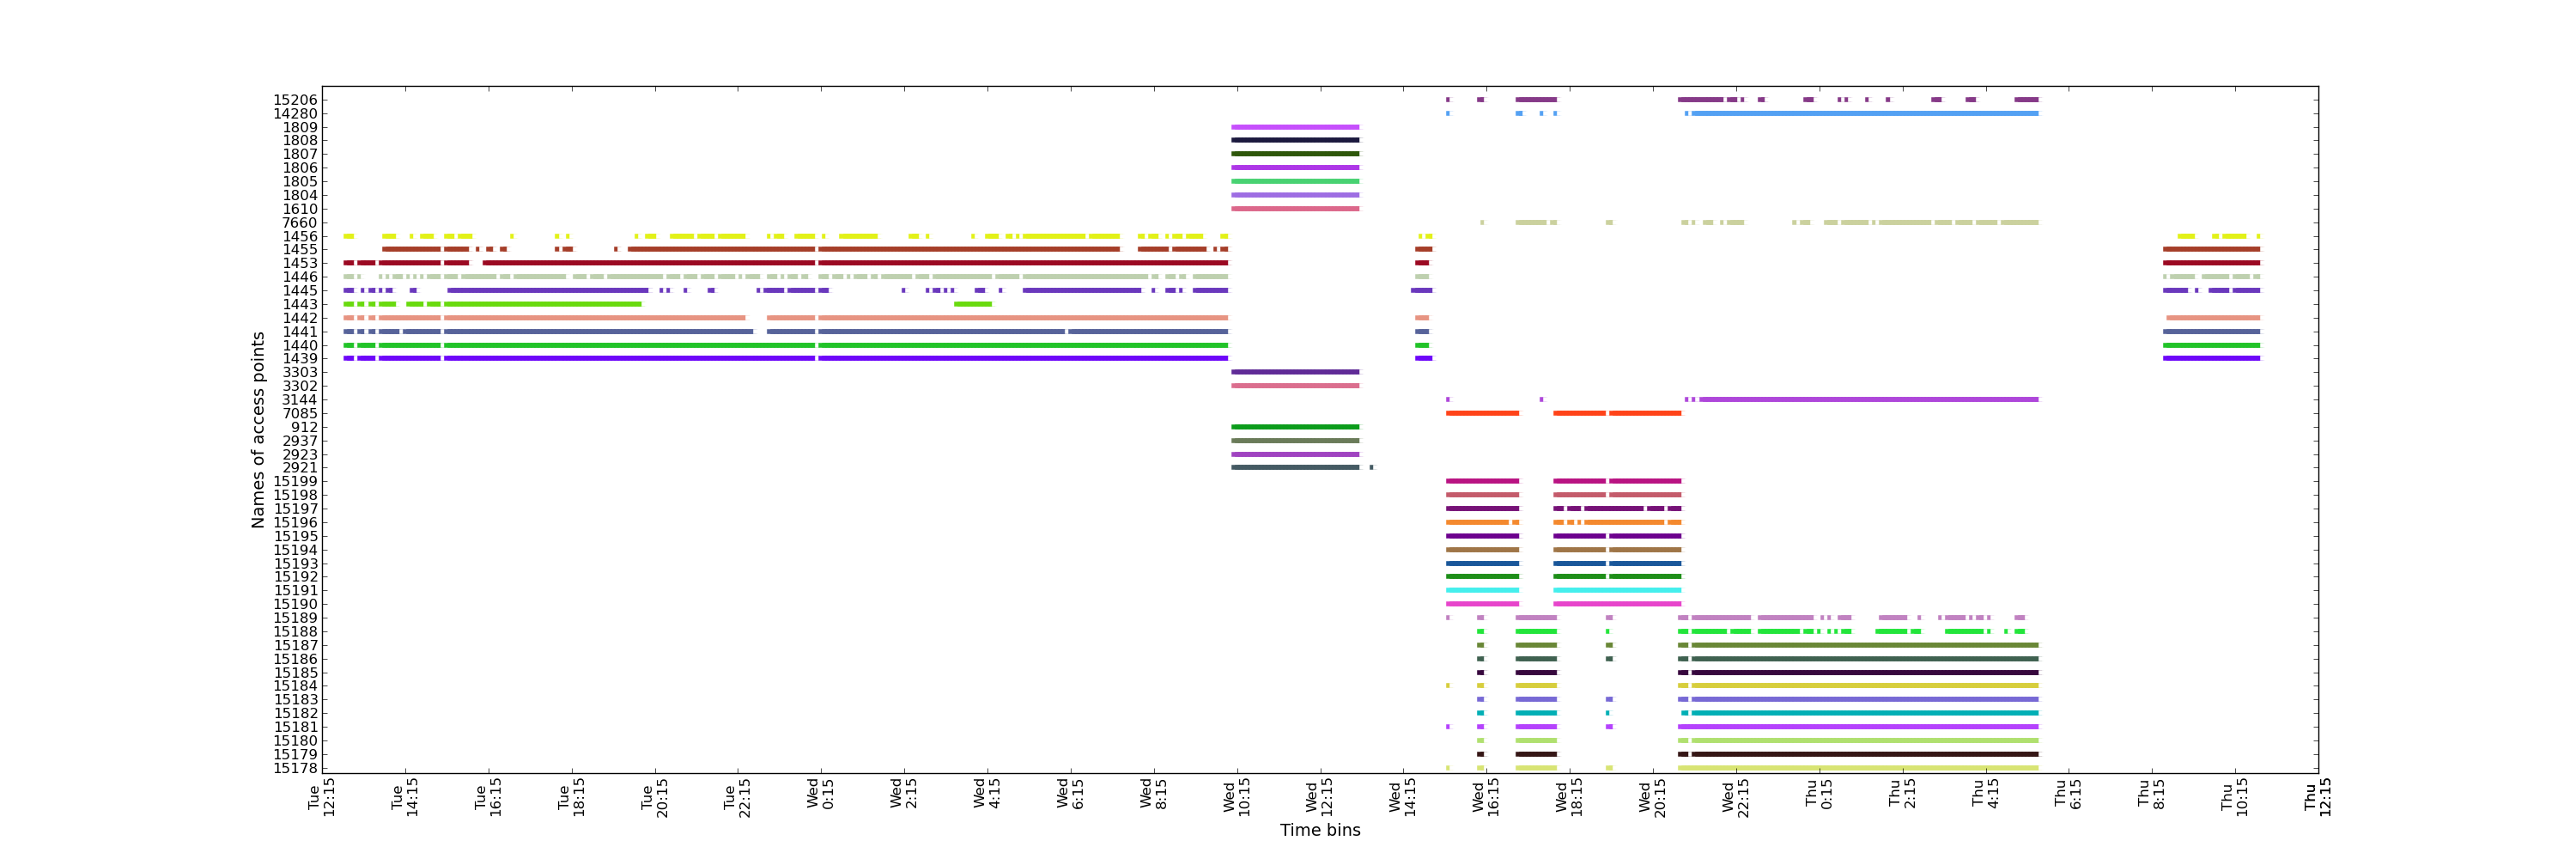 15206
14280
1809
1808
1807
1806
1805
1804
1610
7660
1456
1455
1453
1446
1445
1443
1442
1441
1440
1439
3303
3302
3144
7085
912
2937
2923
2921
15199
15198
15197
15196
15195
15194
15193
15192
15191
15190
15189
15188
15187
15186
15185
15184
15183
15182
15181
15180
15179
15178
Names of access points
Tue
12:15
Tue
14:15
Tue
16:15
Tue
18:15
Tue
20:15
Tue
22:15
Wed
0:15
Wed
2:15
Wed
4:15
Wed
6:15
Wed
8:15
Wed
10:15
Wed
12:15
Wed
14:15
Wed
16:15
Wed
18:15
Wed
20:15
Wed
22:15
Thu
0:15
Thu
2:15
Thu
4:15
Thu
6:15
Thu
8:15
Thu
10:15
Thu
12:15
Time bins